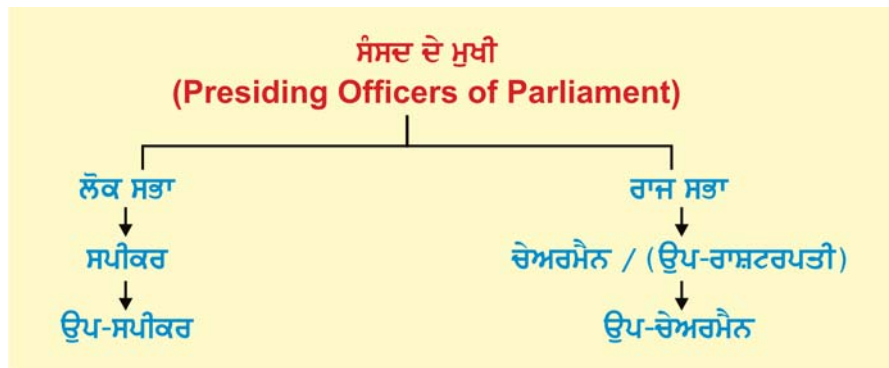 ਸੰਸਦ ਦੇ ਮੁਖੀ
(Presiding Officers of Parliament)
ਲੋਕ ਸਭਾ
ਰਾਜ ਸਭਾ
ਸਪੀਕਰ
ਚੇਅਰਮੈਨ / (ਉਪ-ਰਾਸ਼ਟਰਪਤੀ)
ਉਪ-ਸਪੀਕਰ
ਉਪ-ਚੇਅਰਮੈਨ